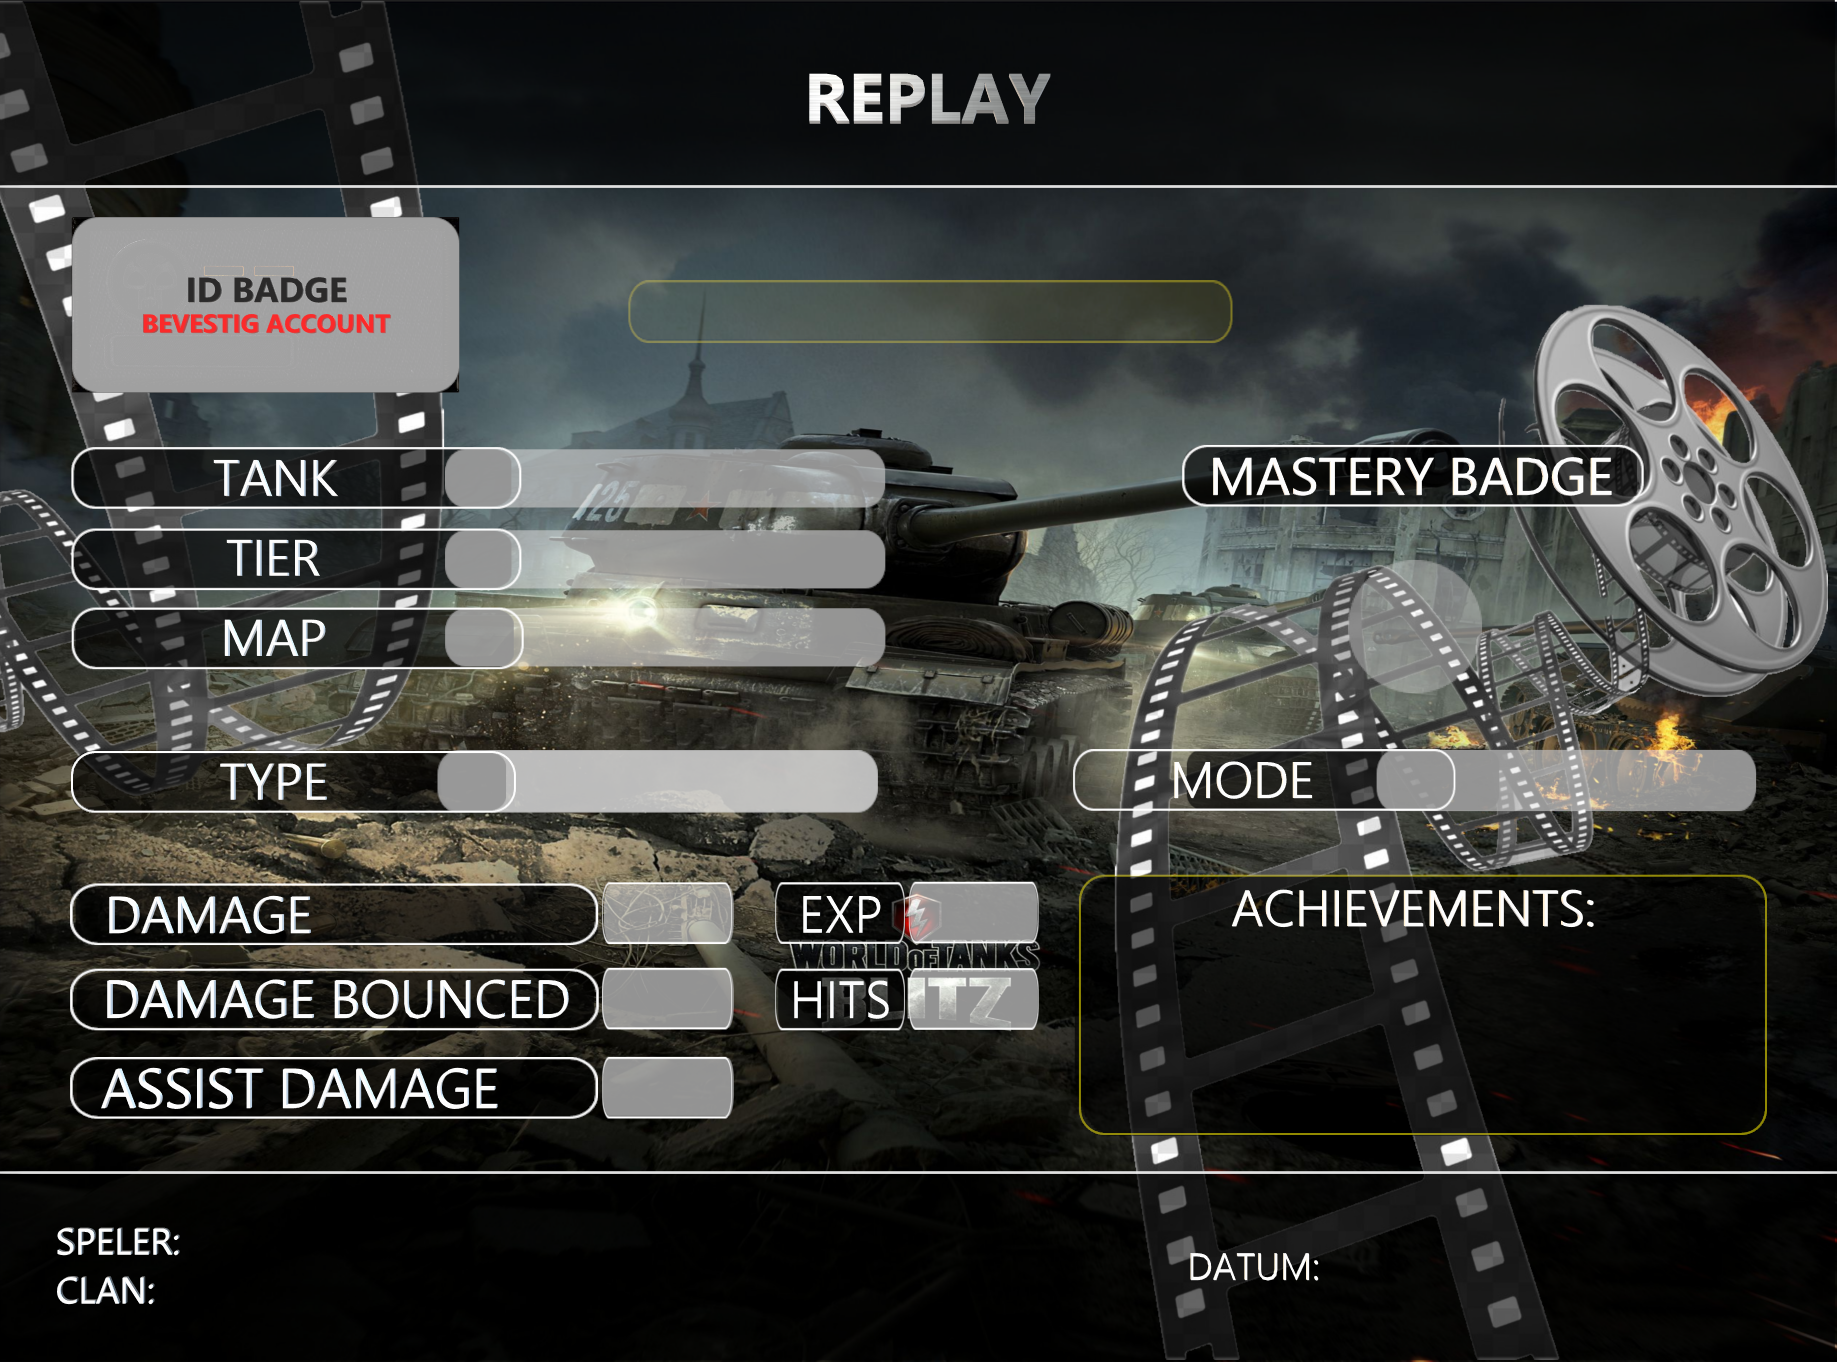 REPLAY
ID BADGE
BEVESTIG ACCOUNT
TANK
MASTERY BADGE
TIER
MAP
TYPE
MODE
DAMAGE
EXP
ACHIEVEMENTS:
WORLD OF TANKS
DAMAGE BOUNCED
HITS
ASSIST DAMAGE
SPELER:
CLAN:
DATUM:
125